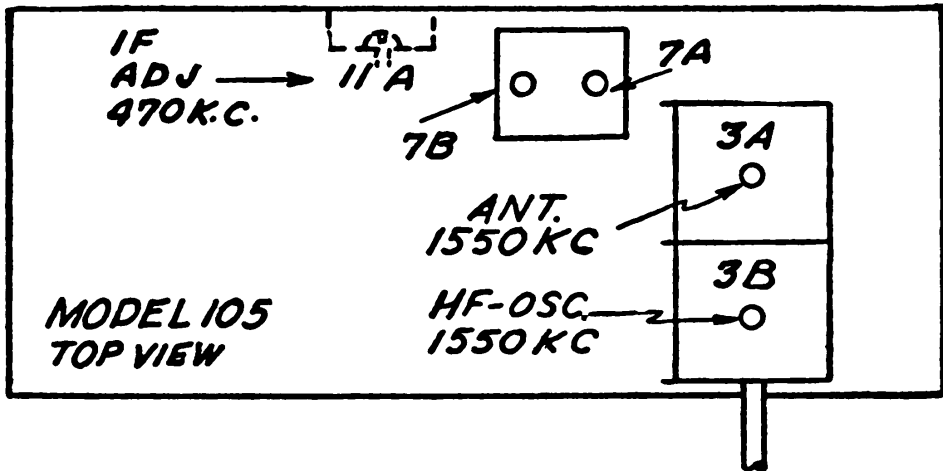 IF
ADJ
470K.C.
11A
7B
7A
3A
ANT.
1550KC
3B
HF-OSC.
1550KC
MODEL 105
TOP VIEW